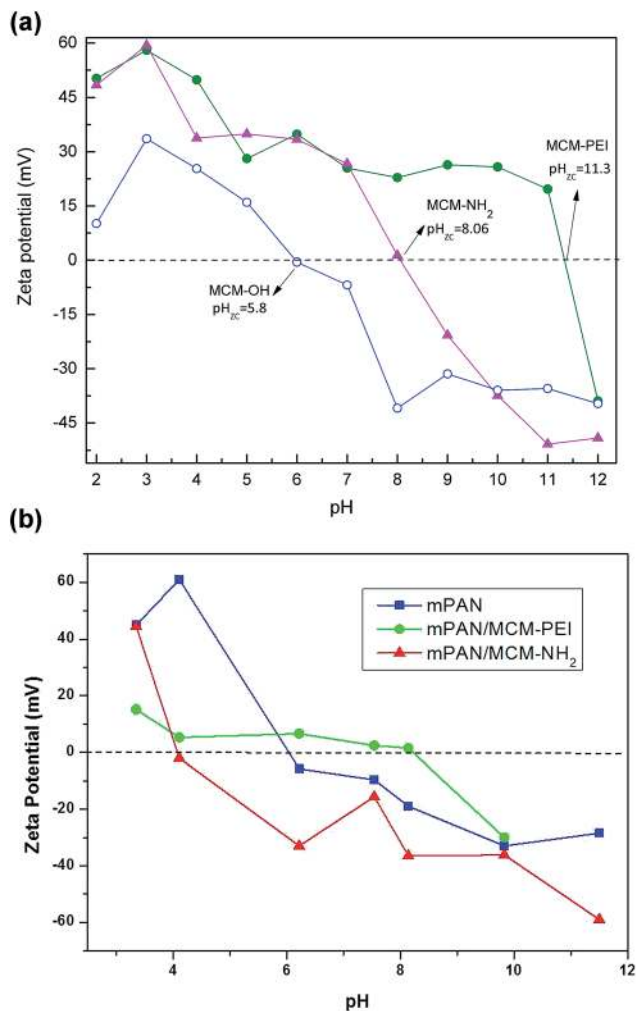 (a)
60
45
30
15
0
-15
-30
-45
Zeta potential (mV)
MCM-PEI
pH_ZC=11.3
MCM-NH₂
pH_ZC=8.06
MCM-OH
pH_ZC=5.8
2 3 4 5 6 7 8 9 10 11 12
pH
(b)
60
40
20
0
-20
-40
-60
Zeta Potential (mV)
mPAN
mPAN/MCM-PEI
mPAN/MCM-NH₂
4 6 8 10 12
pH